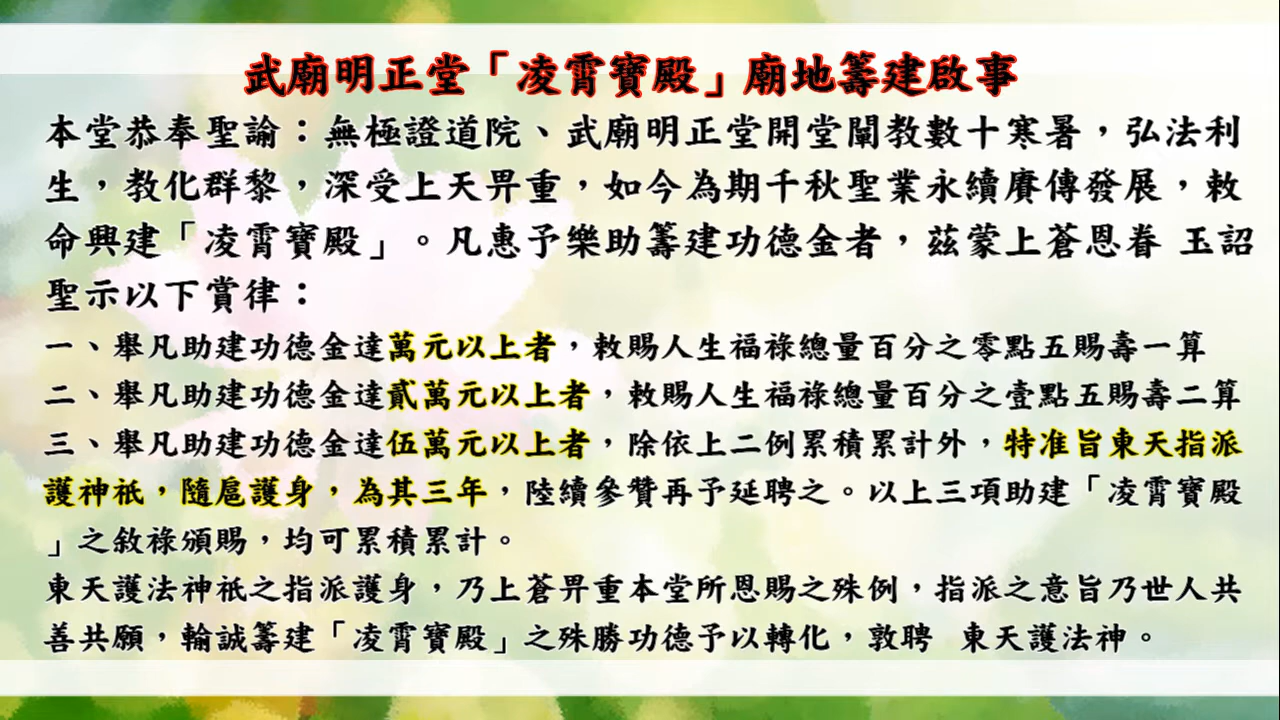 武廟明正堂「凌霄寶殿」廟地籌建啟事
本堂恭奉聖諭：無極證道院、武廟明正堂開堂闡教數十寒暑，弘法利
生，教化群黎，深受上天畀重，如今為期千秋聖業永續賡傳發展，敕
命興建「凌霄寶殿」。凡惠予樂助籌建功德金者，茲蒙上蒼恩眷 玉詔
聖示以下賞律：
一、舉凡助建功德金達萬元以上者，敕賜人生福祿總量百分之零點五賜壽一算
二、舉凡助建功德金達貳萬元以上者，敕賜人生福祿總量百分之壹點五賜壽二算
三、舉凡助建功德金達伍萬元以上者，除依上二例累積累計外，特准旨東天指派
護神祇，隨扈護身，為其三年，陸續參贊再予延聘之。以上三項助建「凌霄寶殿
」之敘祿頒賜，均可累積累計。
東天護法神祇之指派護身，乃上蒼畀重本堂所恩賜之殊例，指派之意旨乃世人共
善共願，輸誠籌建「凌霄寶殿」之殊勝功德予以轉化，敦聘 東天護法神。